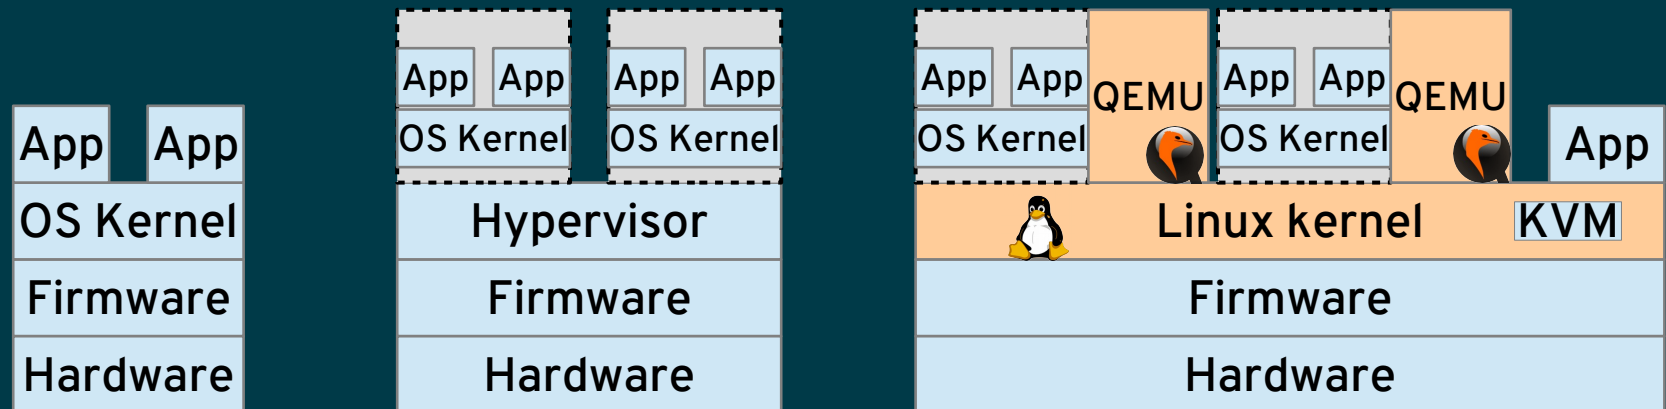 App App
OS Kernel
Firmware
Hardware
App App App App
OS Kernel OS Kernel
Hypervisor
Firmware
Hardware
App App QEMU App App QEMU
OS Kernel OS Kernel App
Linux kernel KVM
Firmware
Hardware